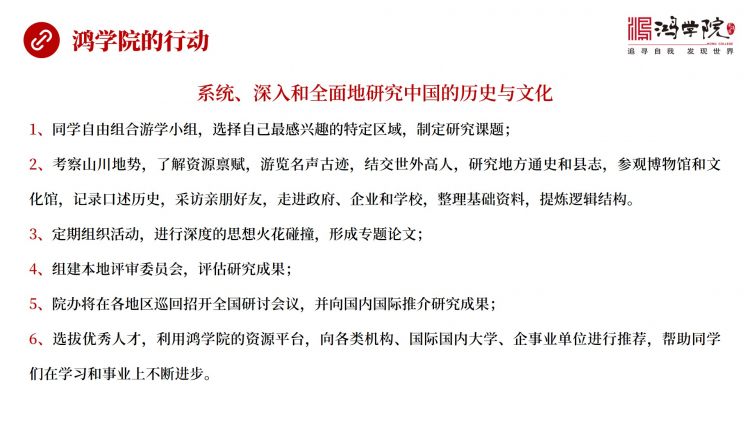 鸿学院的行动
鸿学院
HONG COLLEGE
追寻自我 发现世界
系统、深入和全面地研究中国的历史与文化
1、同学自由组合游学小组，选择自己最感兴趣的特定区域，制定研究课题；
2、考察山川地势，了解资源禀赋，游览名声古迹，结交世外高人，研究地方通史和县志，参观博物馆和文
化馆，记录口述历史，采访亲朋好友，走进政府、企业和学校，整理基础资料，提炼逻辑结构。
3、定期组织活动，进行深度的思想火花碰撞，形成专题论文；
4、组建本地评审委员会，评估研究成果；
5、院办将在各地区巡回招开全国研讨会议，并向国内国际推介研究成果；
6、选拔优秀人才，利用鸿学院的资源平台，向各类机构、国际国内大学、企事业单位进行推荐，帮助同学
们在学习和事业上不断进步。